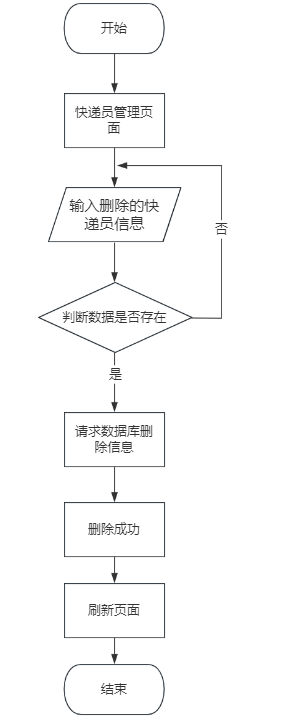 开始
快递员管理页
面
输入删除的快
递员信息
否
判断数据是否存在
是
请求数据库删
除信息
删除成功
刷新页面
结束